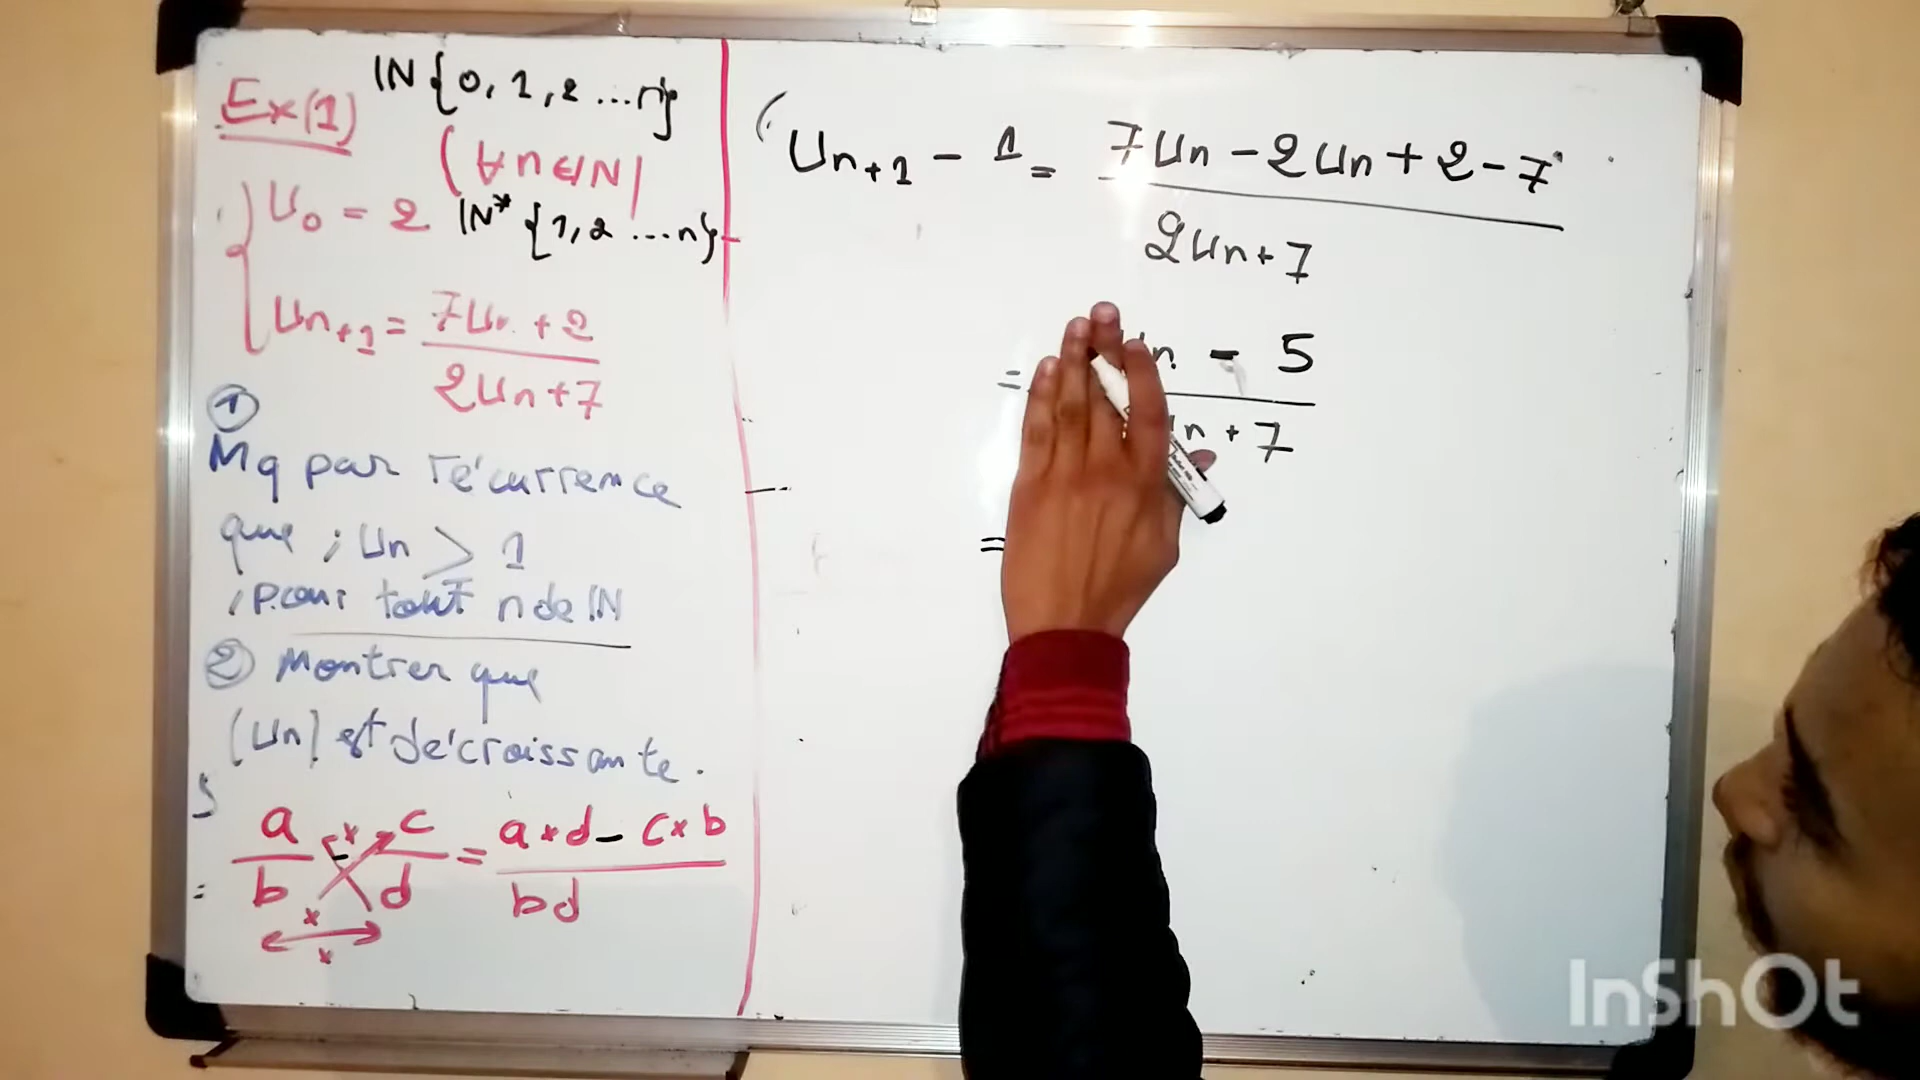 Ex(1) IN{0, 1, 2 ...n}
(∀n∈IN)
U0 = 2 IN* {1, 2 ...n}
Un+1 = 7Un + 2
2Un+7
①
Mq par récurrence
que ; Un > 1
; pour tout n de IN
② Montrer que
(Un) est décroissante.
a/b - c/d = a×d - c×b
bd
Un+1 - 1 = 7Un - 2Un + 2 - 7
2Un+7
= Un - 5
Un + 7
=
InShOt